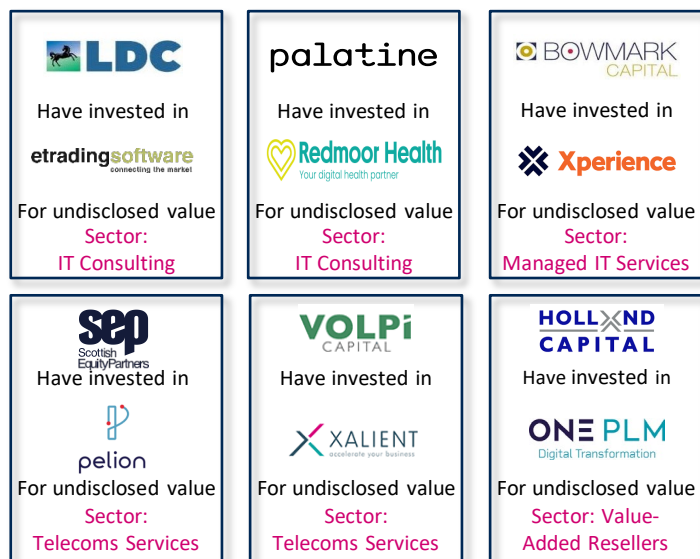 LDC
Have invested in
etradingsoftware
connecting the market
For undisclosed value
Sector:
IT Consulting
palatine
Have invested in
Redmoor Health
Your digital health partner
For undisclosed value
Sector:
IT Consulting
BOWMARK
CAPITAL
Have invested in
Xperience
For undisclosed value
Sector:
Managed IT Services
sep
Scottish
EquityPartners
Have invested in
pelion
For undisclosed value
Sector:
Telecoms Services
VOLPi
CAPITAL
Have invested in
XALIENT
accelerate your business
For undisclosed value
Sector:
Telecoms Services
HOLLAND
CAPITAL
Have invested in
ONE PLM
Digital Transformation
For undisclosed value
Sector: Value-
Added Resellers